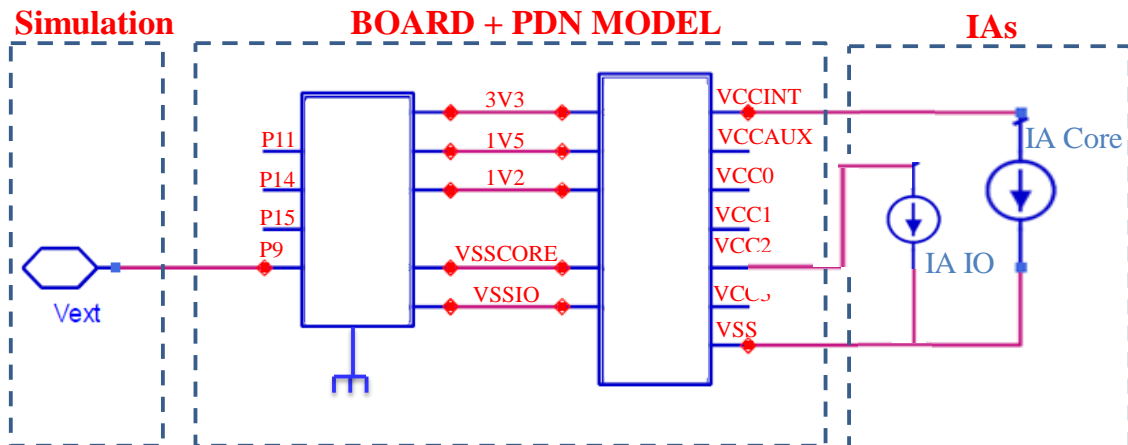 Simulation
BOARD + PDN MODEL
IAs
3V3
1V5
1V2
VSSCORE
VSSIO
P11
P14
P15
P9
Vext
VCCINT
VCCAUX
VCC0
VCC1
VCC2
VSS
IA Core
IA IO